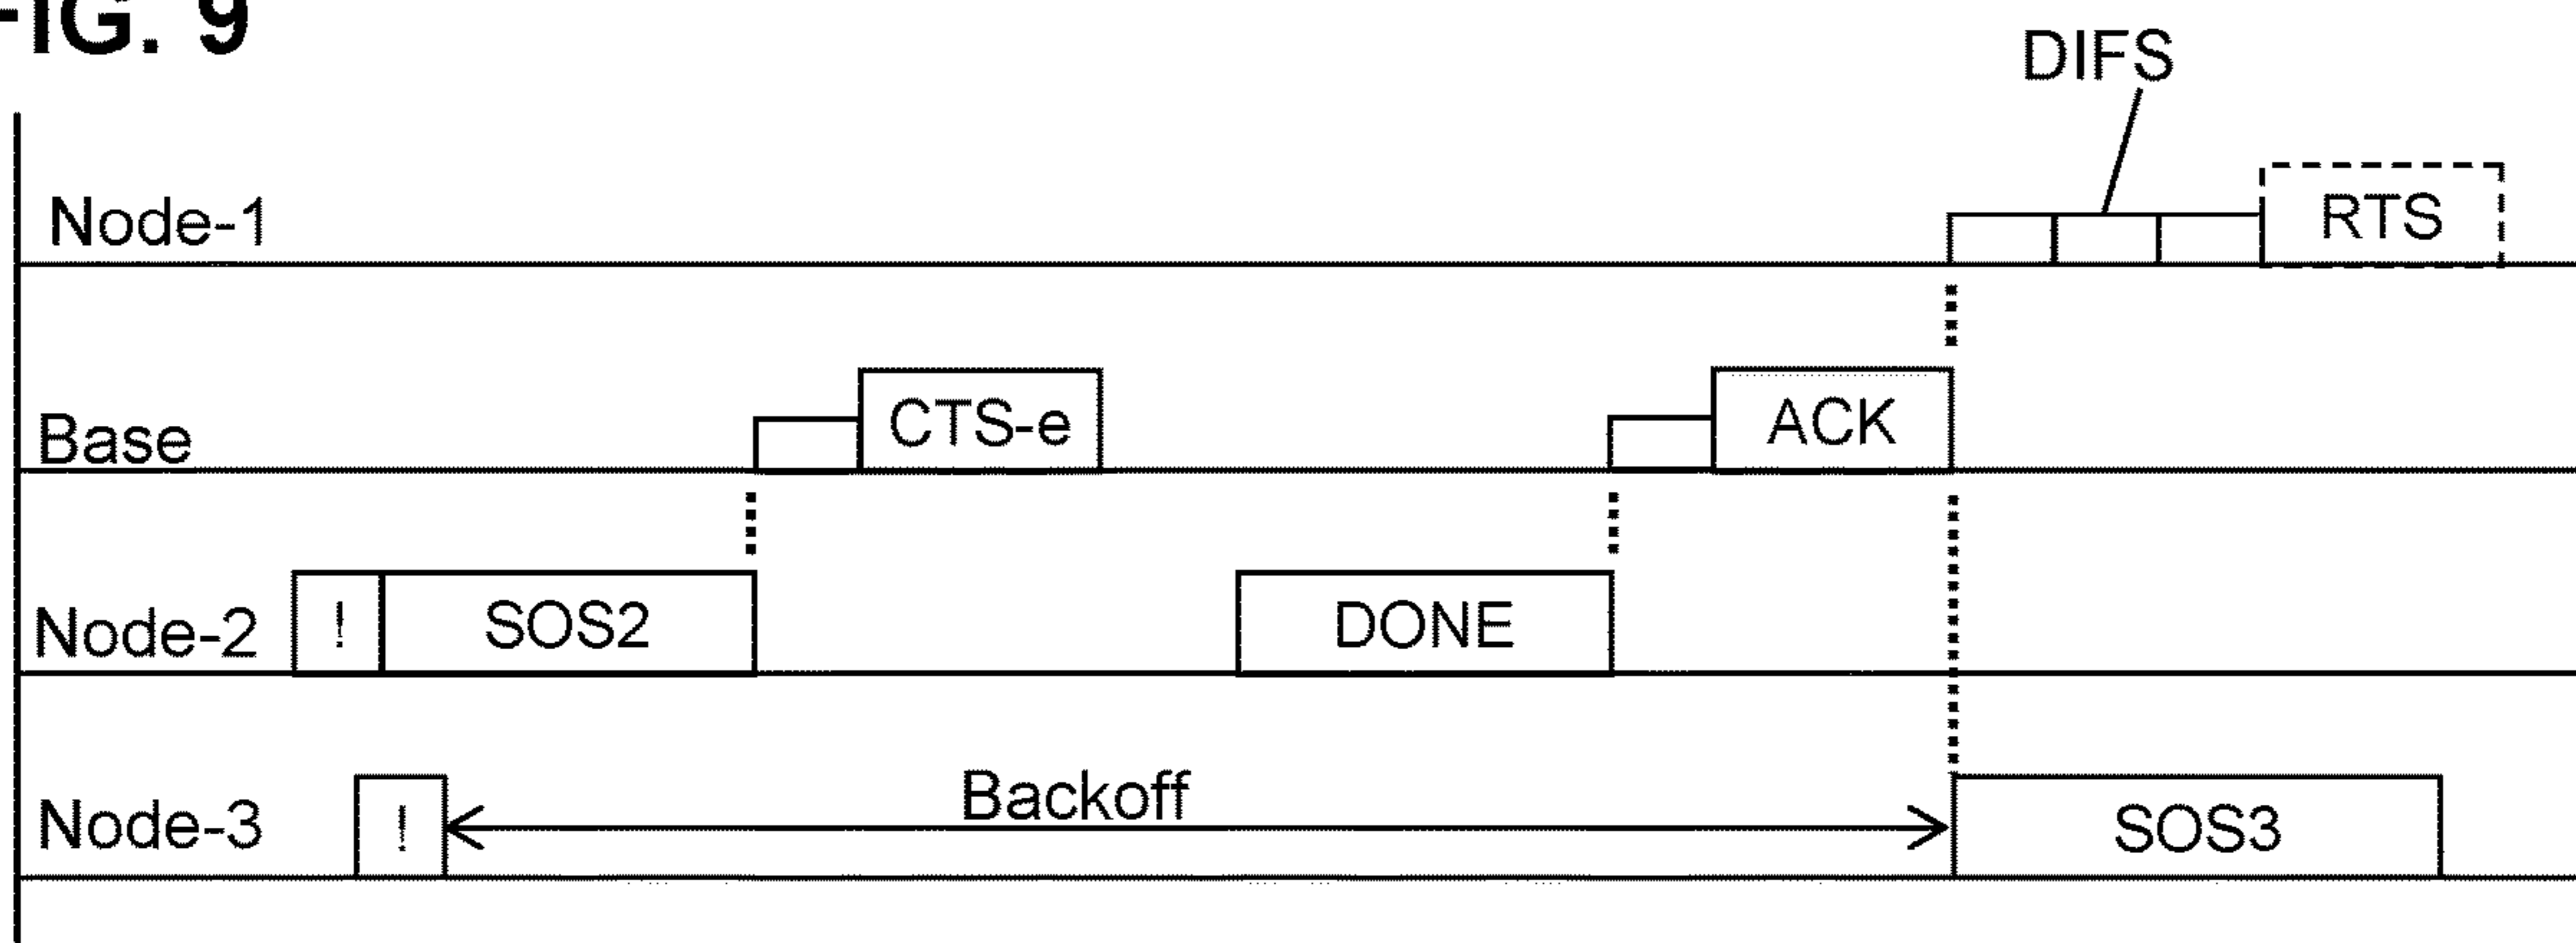 FIG. 9
DIFS
Node-1
RTS
Base
CTS-e
ACK
Node-2
!
SOS2
DONE
Node-3
!
Backoff
SOS3